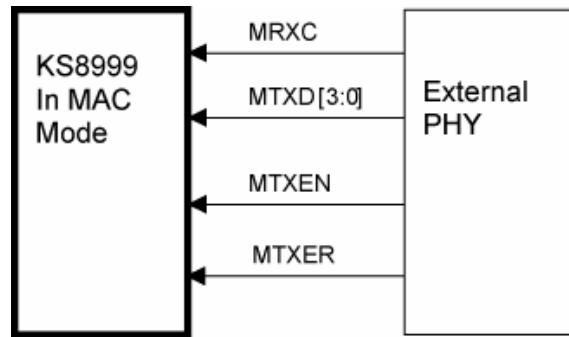 KS8999
In MAC
Mode
MRXC
MTXD[3:0]
MTXEN
MTXER
External
PHY